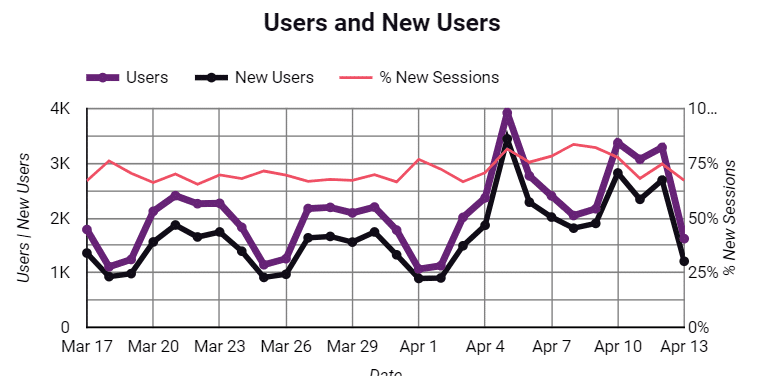 Users and New Users
Users New Users % New Sessions
4K 10...
3K 75%
2K 50%
1K 25%
0 0%
Users | New Users
% New Sessions
Mar 17 Mar 20 Mar 23 Mar 26 Mar 29 Apr 1 Apr 4 Apr 7 Apr 10 Apr 13
Date